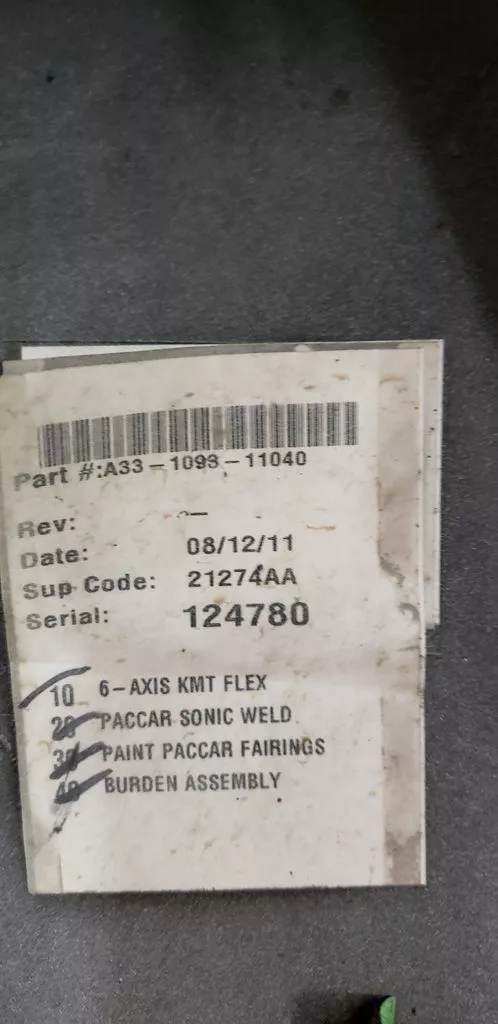 Part #:A33-1093-11040
Rev: -
Date: 08/12/11
Sup Code: 21274AA
Serial: 124780
10 6-AXIS KMT FLEX
20 PACCAR SONIC WELD
30 PAINT PACCAR FAIRINGS
40 BURDEN ASSEMBLY